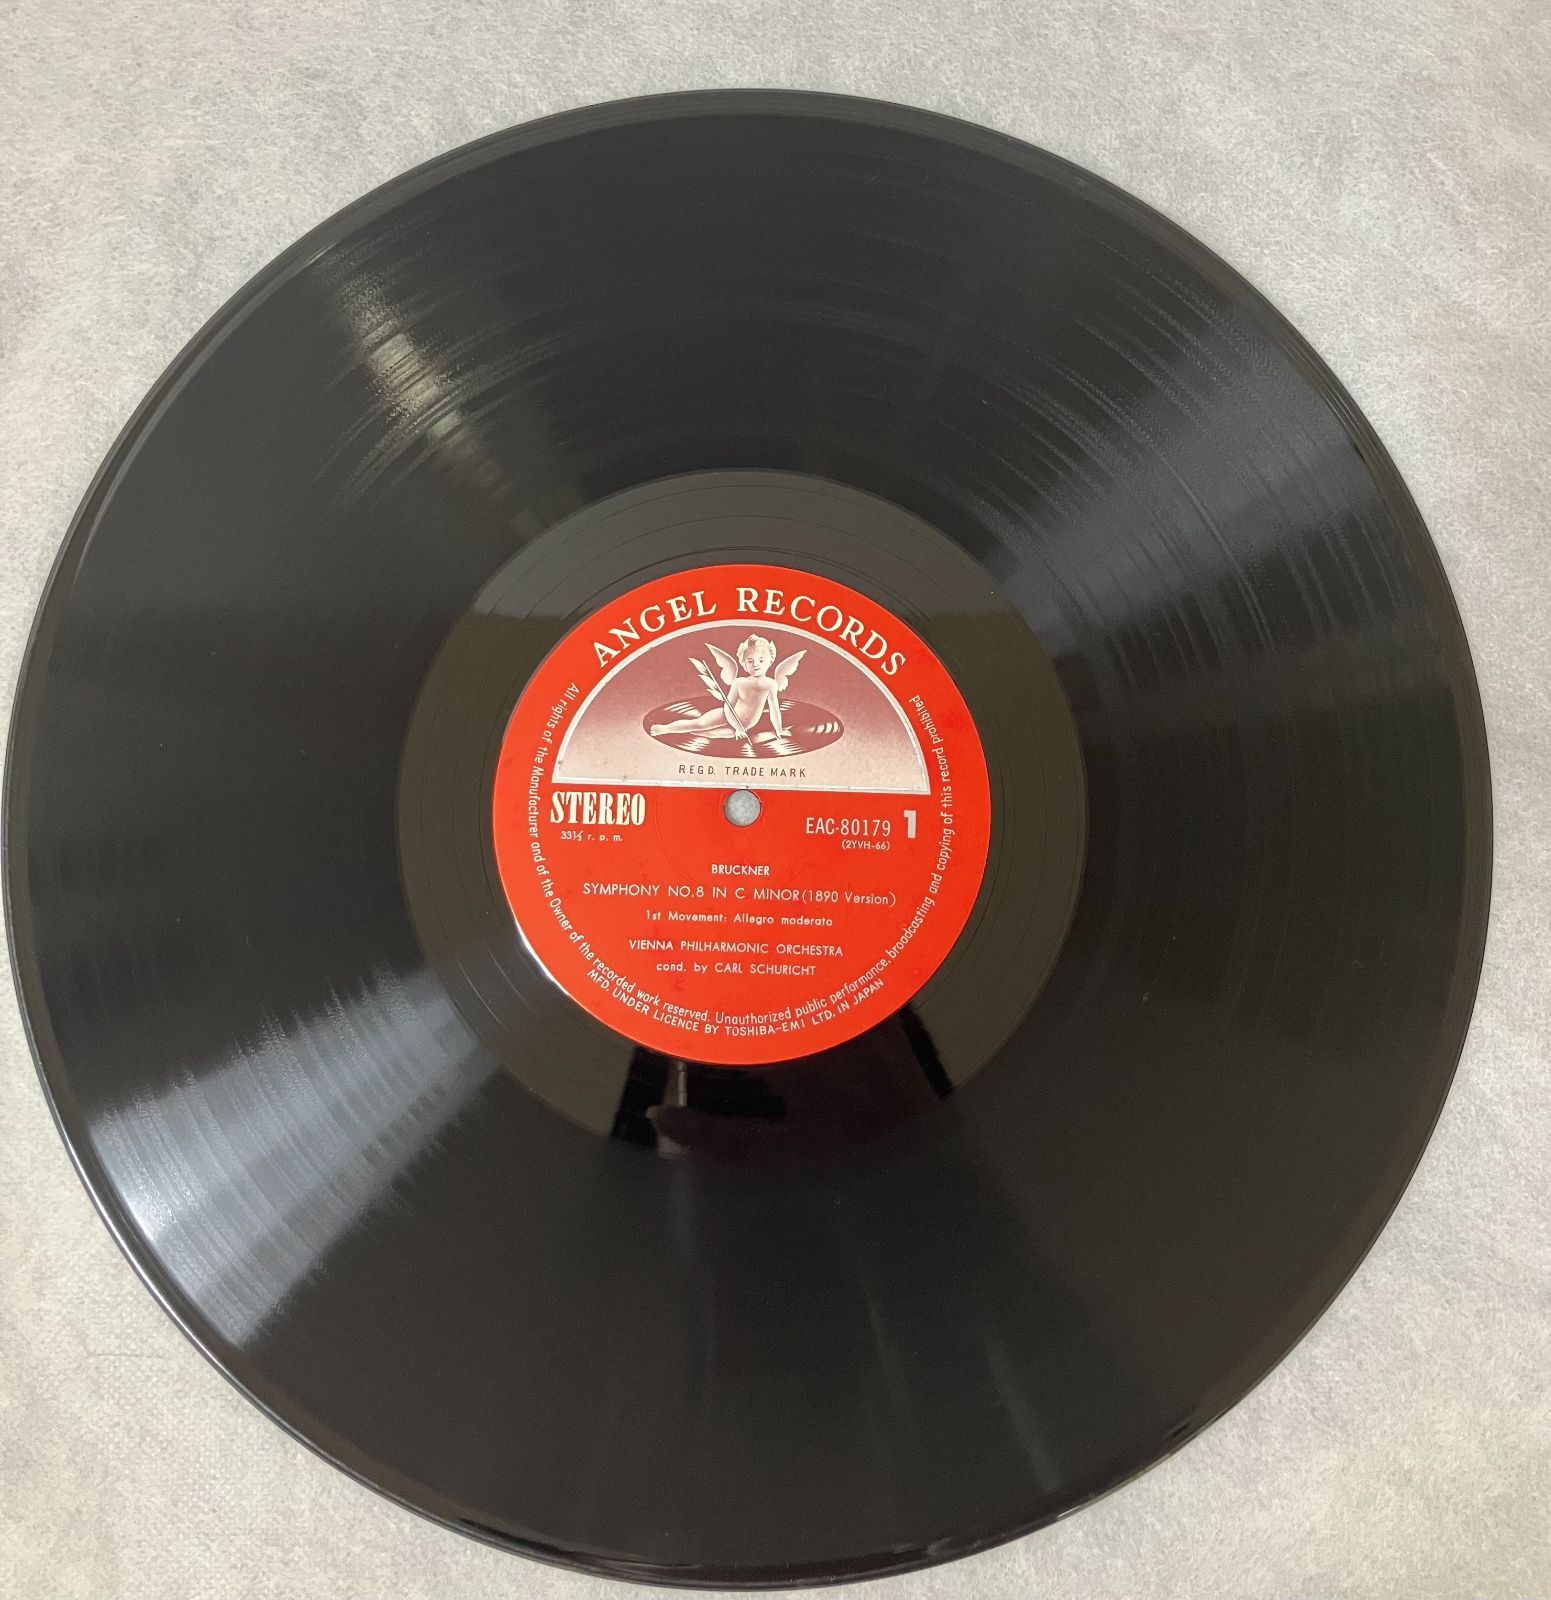 ANGEL RECORDS
REGD. TRADE MARK
STEREO
33⅓ r. p. m.
EAC-80179 1
(2YVH-66)
BRUCKNER
SYMPHONY NO.8 IN C MINOR (1890 Version)
1st Movement: Allegro moderato
VIENNA PHILHARMONIC ORCHESTRA
cond. by CARL SCHURICHT
All rights of the Manufacturer and of the Owner of the recorded work reserved. Unauthorized public performance, broadcasting and copying of this record prohibited
MFD. UNDER LICENCE BY TOSHIBA-EMI LTD. IN JAPAN